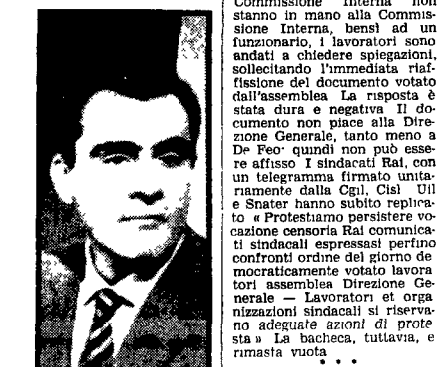 Commissione Interna non
stanno in mano alla Commis-
sione Interna, bensì ad un
funzionario, i lavoratori sono
andati a chiedere spiegazioni,
sollecitando l'immediata riaf-
fissione del documento votato
dall'assemblea La risposta è
stata dura e negativa Il do-
cumento non piace alla Dire-
zione Generale, tanto meno a
De Feo· quindi non può esse-
re affisso I sindacati Rai, con
un telegramma firmato unita-
riamente dalla Cgil, Cisl Uil
e Snater hanno subito replica-
to « Protestiamo persistere vo-
cazione censoria Rai comunica-
ti sindacali espressasi perfino
confronti ordine del giorno de
mocraticamente votato lavora
tori assemblea Direzione Ge-
nerale — Lavoratori et orga
nizzazioni sindacali si riserva-
no adeguate azioni di prote
sta » La bacheca, tuttavia, e
rimasta vuota
• • •